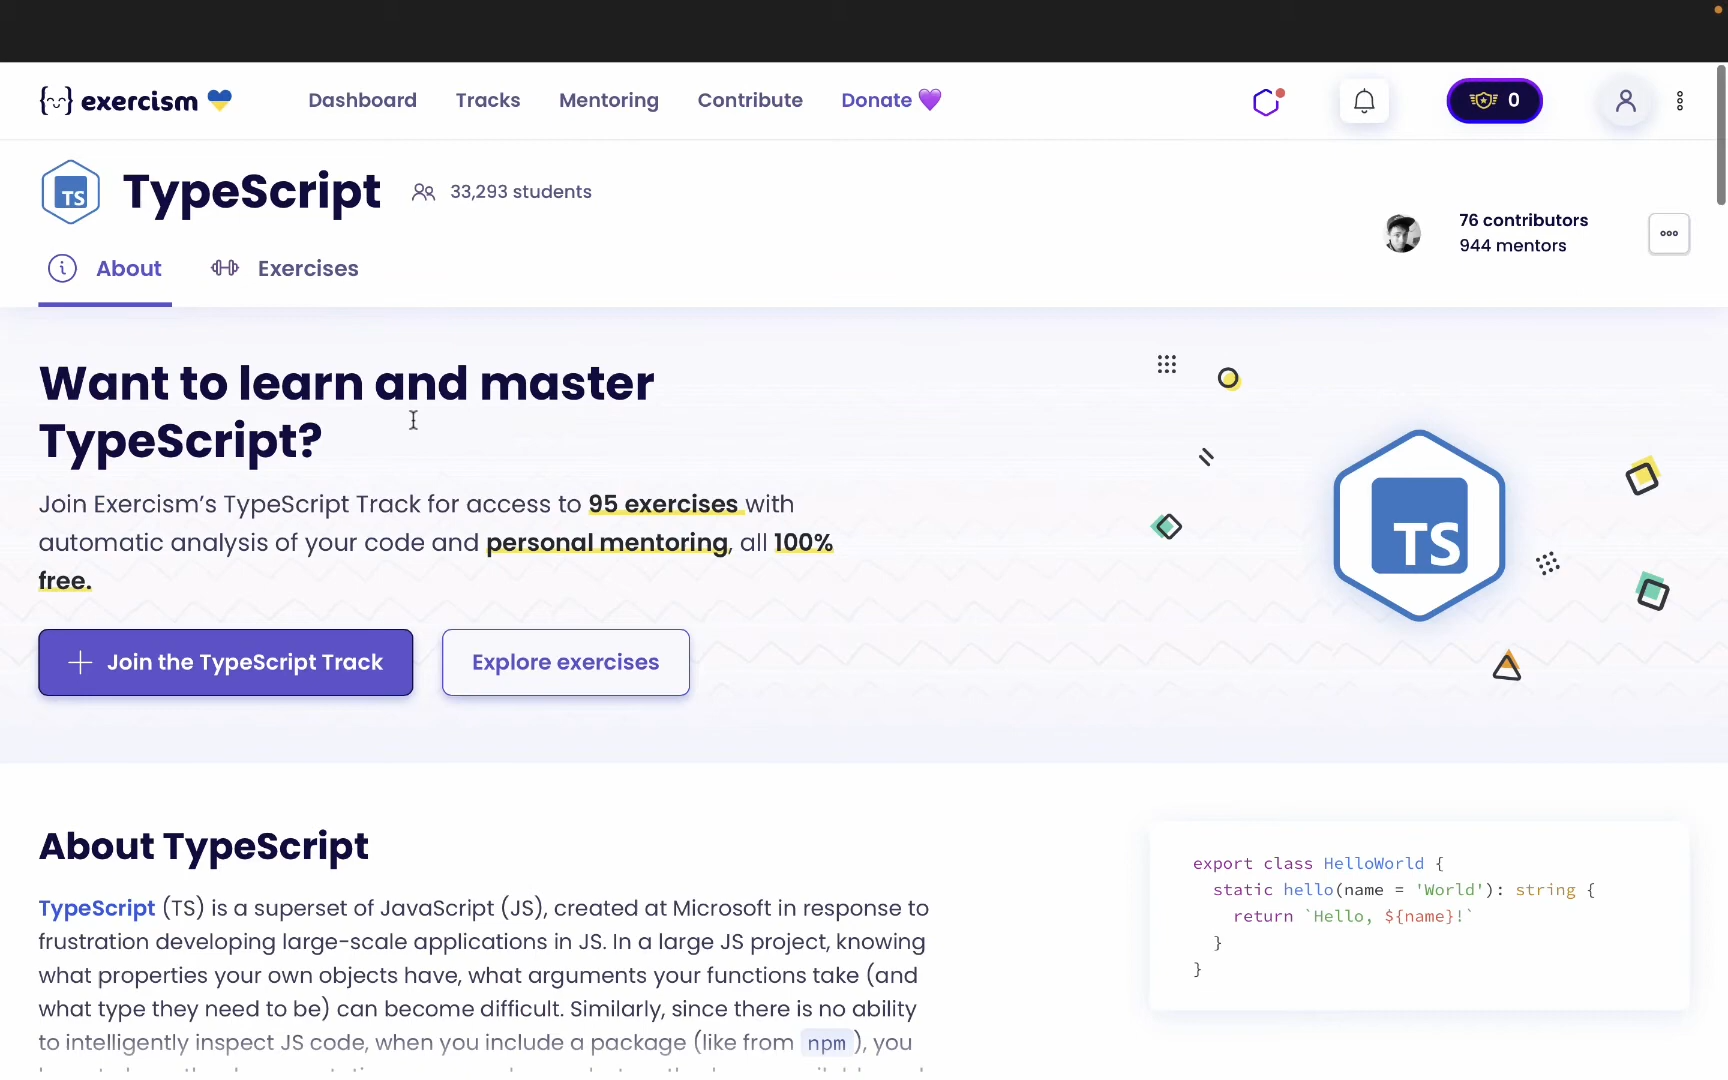 exercism
Dashboard
Tracks
Mentoring
Contribute
Donate 💜
0
TS
TypeScript
33,293 students
76 contributors
944 mentors
About
Exercises
Want to learn and master
TypeScript?
Join Exercism’s TypeScript Track for access to 95 exercises with
automatic analysis of your code and personal mentoring, all 100%
free.
Join the TypeScript Track
Explore exercises
TS
About TypeScript
TypeScript (TS) is a superset of JavaScript (JS), created at Microsoft in response to
frustration developing large-scale applications in JS. In a large JS project, knowing
what properties your own objects have, what arguments your functions take (and
what type they need to be) can become difficult. Similarly, since there is no ability
to intelligently inspect JS code, when you include a package (like from npm), you
export class HelloWorld {
static hello(name = 'World'): string {
return `Hello, ${name}!`
}
}